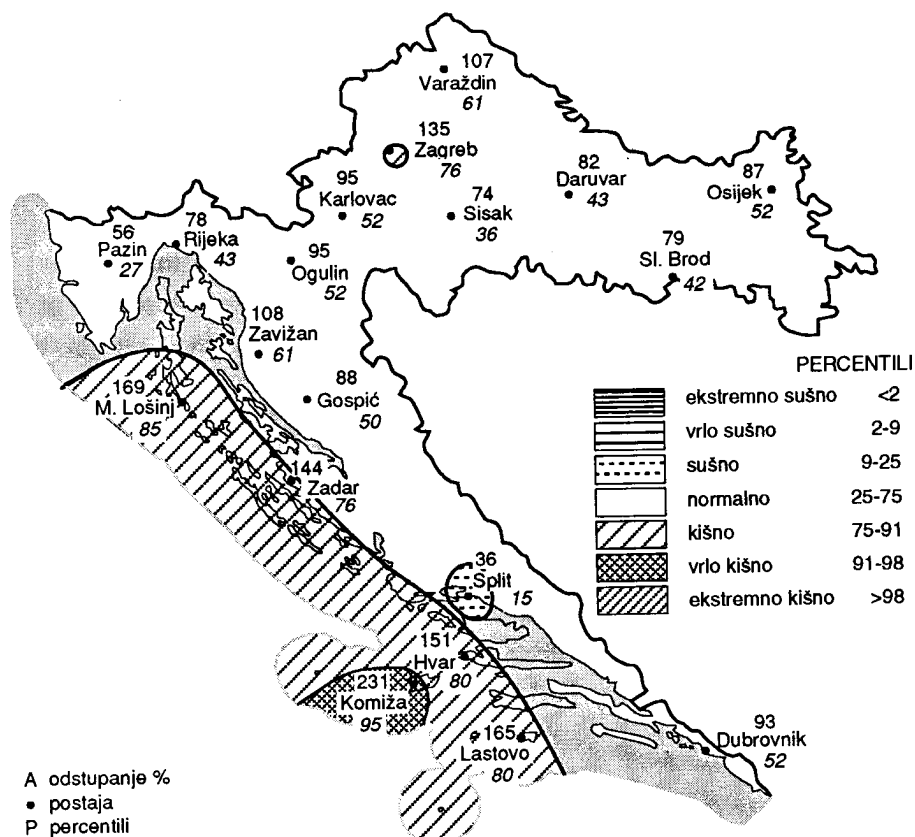 107
Varaždin
61
135
Zagreb
76
95
Karlovac
52
74
Sisak
36
82
Daruvar
43
87
Osijek
52
56
Pazin
27
78
Rijeka
43
95
Ogulin
52
79
Sl. Brod
42
108
Zavižan
61
88
Gospić
50
169
M. Lošinj
85
144
Zadar
76
36
Split
15
151
Hvar
80
231
Komiža
95
165
Lastovo
80
93
Dubrovnik
52
PERCENTILI
ekstremno sušno <2
vrlo sušno 2-9
sušno 9-25
normalno 25-75
kišno 75-91
vrlo kišno 91-98
ekstremno kišno >98
A odstupanje %
• postaja
P percentili